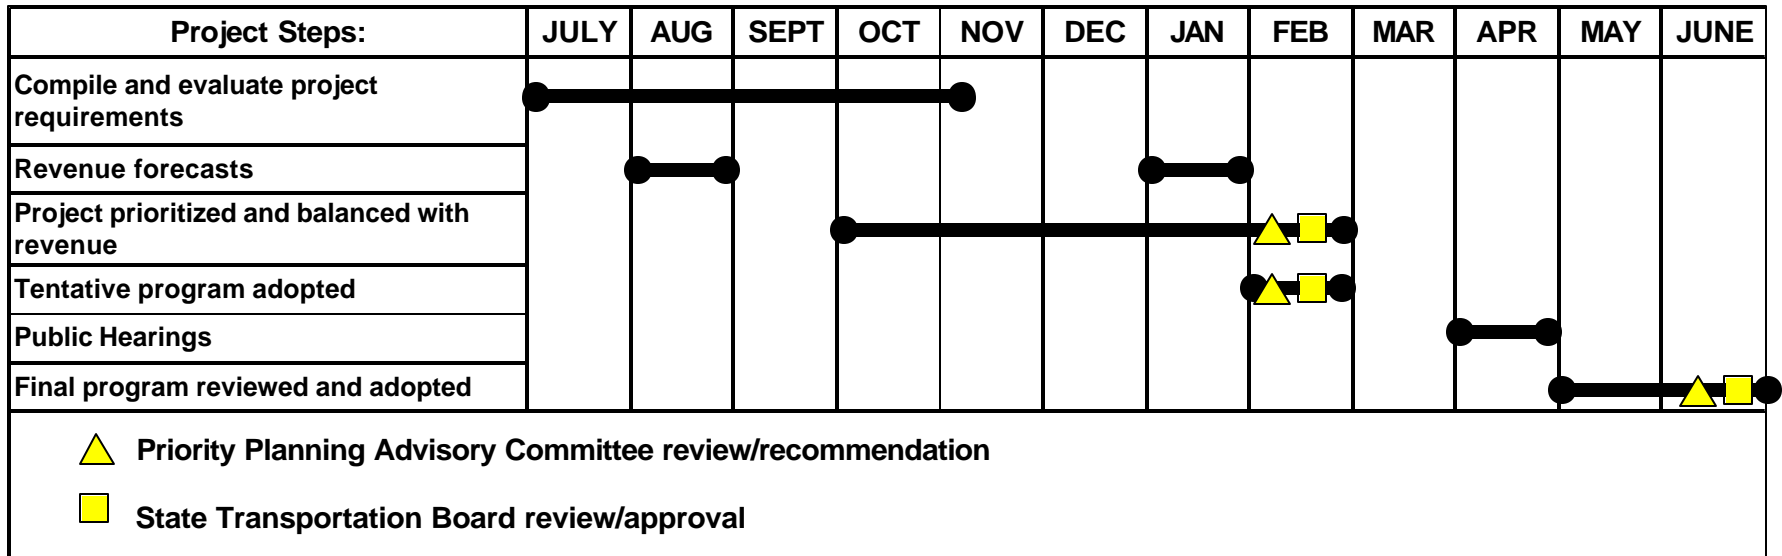 Project Steps: JULY AUG SEPT OCT NOV DEC JAN FEB MAR APR MAY JUNE
Compile and evaluate project
requirements
Revenue forecasts
Project prioritized and balanced with
revenue
Tentative program adopted
Public Hearings
Final program reviewed and adopted
Priority Planning Advisory Committee review/recommendation
State Transportation Board review/approval